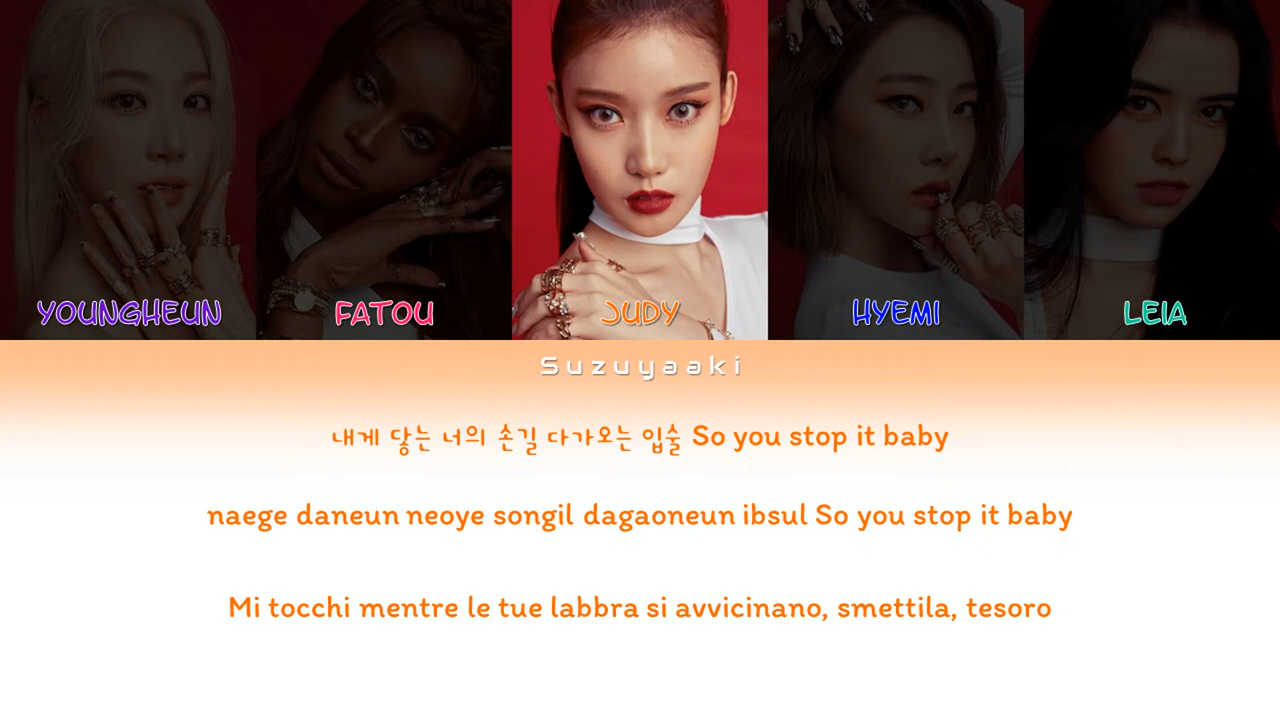 YOUNGHEUN
FATOU
JUDY
HYEMI
LEIA
Suzuyaaki
내게 닿는 너의 손길 다가오는 입술 So you stop it baby
naege daneun neoye songil dagaoneun ibsul So you stop it baby
Mi tocchi mentre le tue labbra si avvicinano, smettila, tesoro